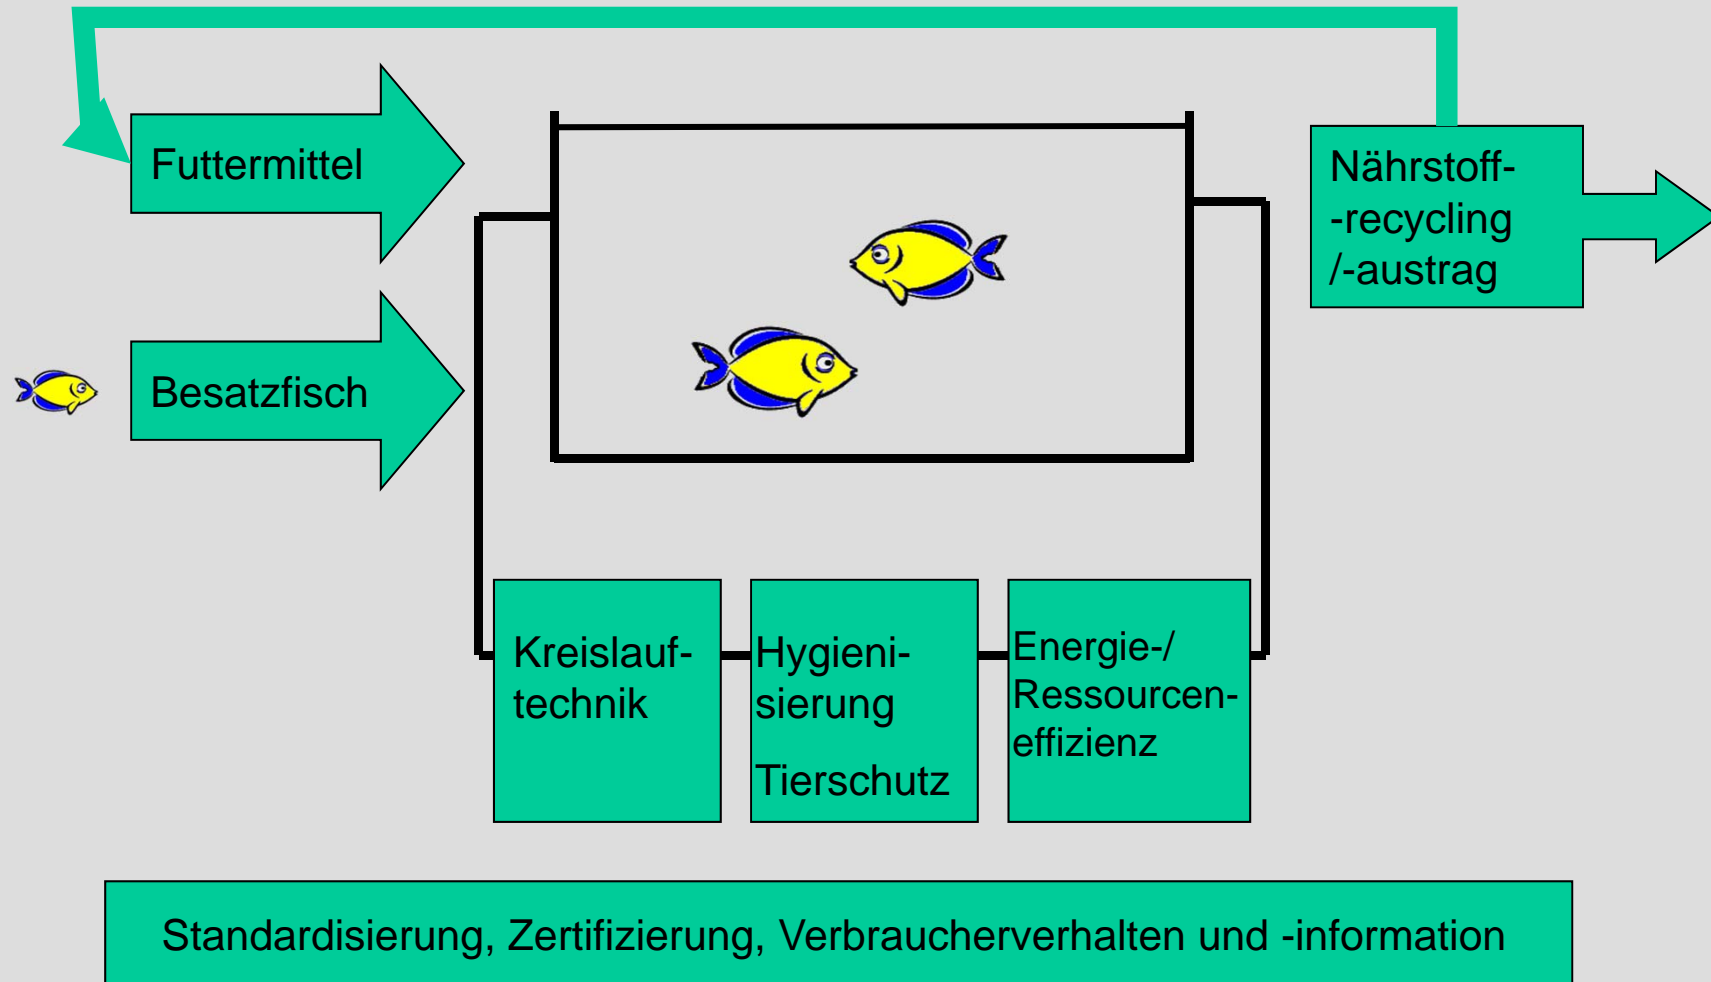 Futtermittel
Besatzfisch
Nährstoff-
-recycling
/-austrag
Kreislauf-
technik
Hygieni-
sierung
Tierschutz
Energie-/
Ressourcen-
effizienz
Standardisierung, Zertifizierung, Verbraucherverhalten und -information